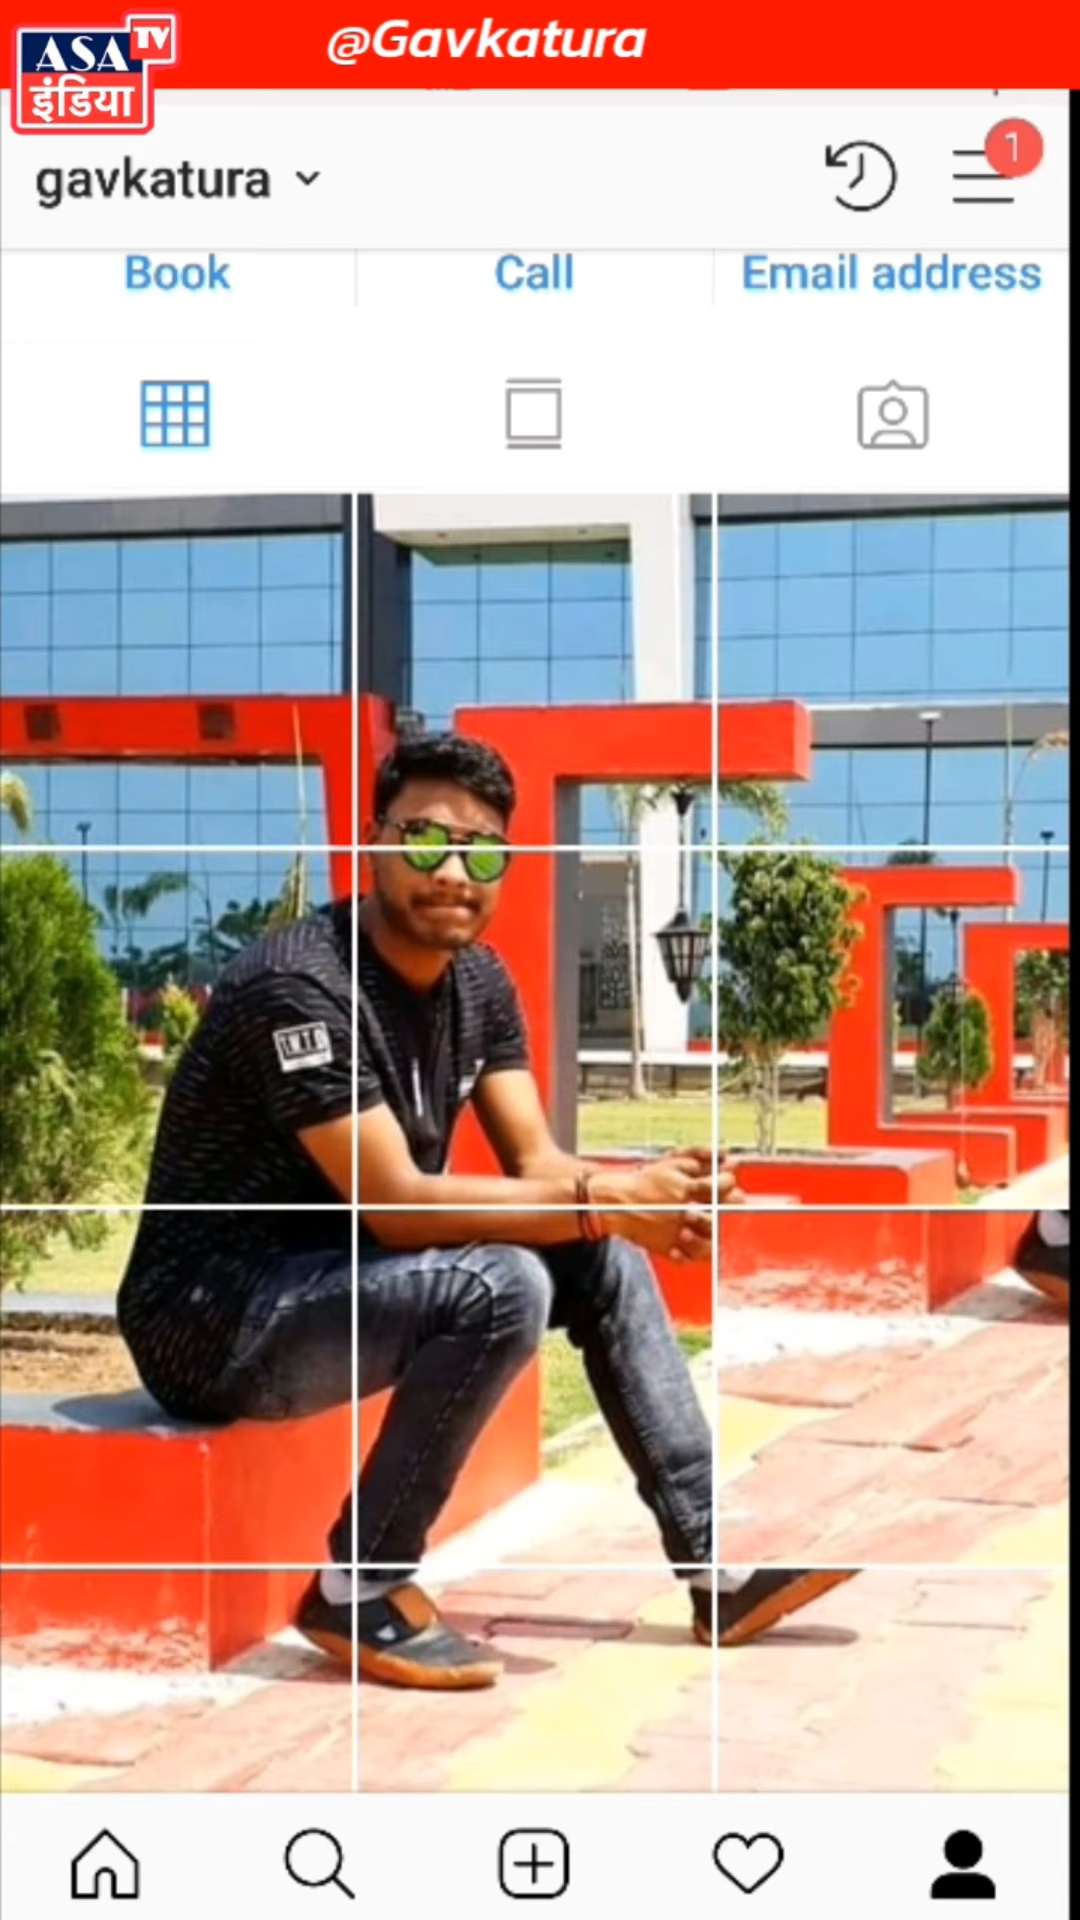 @Gavkatura
ASA TV
इंडिया
gavkatura
1
Book Call Email address